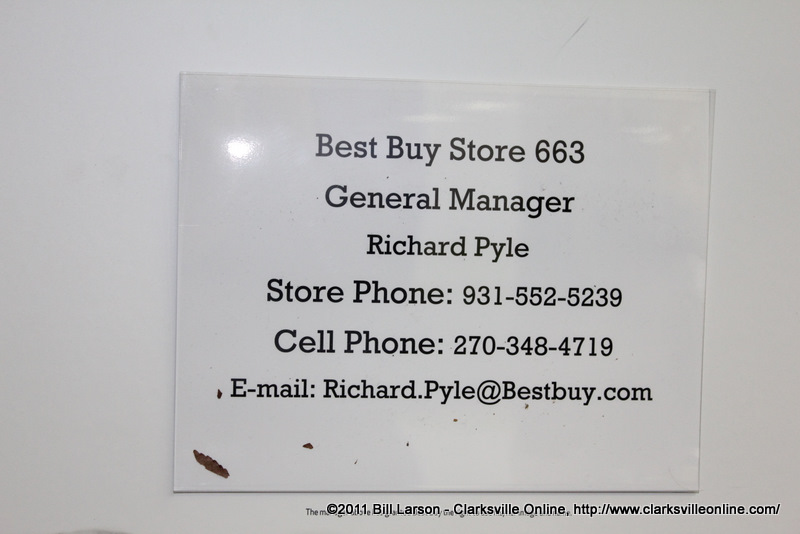 Best Buy Store 663
General Manager
Richard Pyle
Store Phone: 931-552-5239
Cell Phone: 270-348-4719
E-mail: Richard.Pyle@Bestbuy.com
©2011 Bill Larson - Clarksville Online, http://www.clarksvilleonline.com/